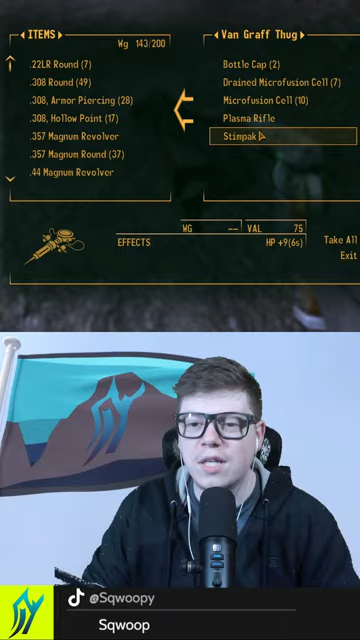 ITEMS
Wg 143/200
.22LR Round (7)
.308 Round (49)
.308, Armor Piercing (28)
.308, Hollow Point (17)
.357 Magnum Revolver
.357 Magnum Round (37)
.44 Magnum Revolver
Van Graff Thug
Bottle Cap (2)
Drained Microfusion Cell (7)
Microfusion Cell (10)
Plasma Rifle
Stimpak
WG -- VAL 75
EFFECTS HP +9(6s)
Take All
Exit
@Sqwoopy
Sqwoop